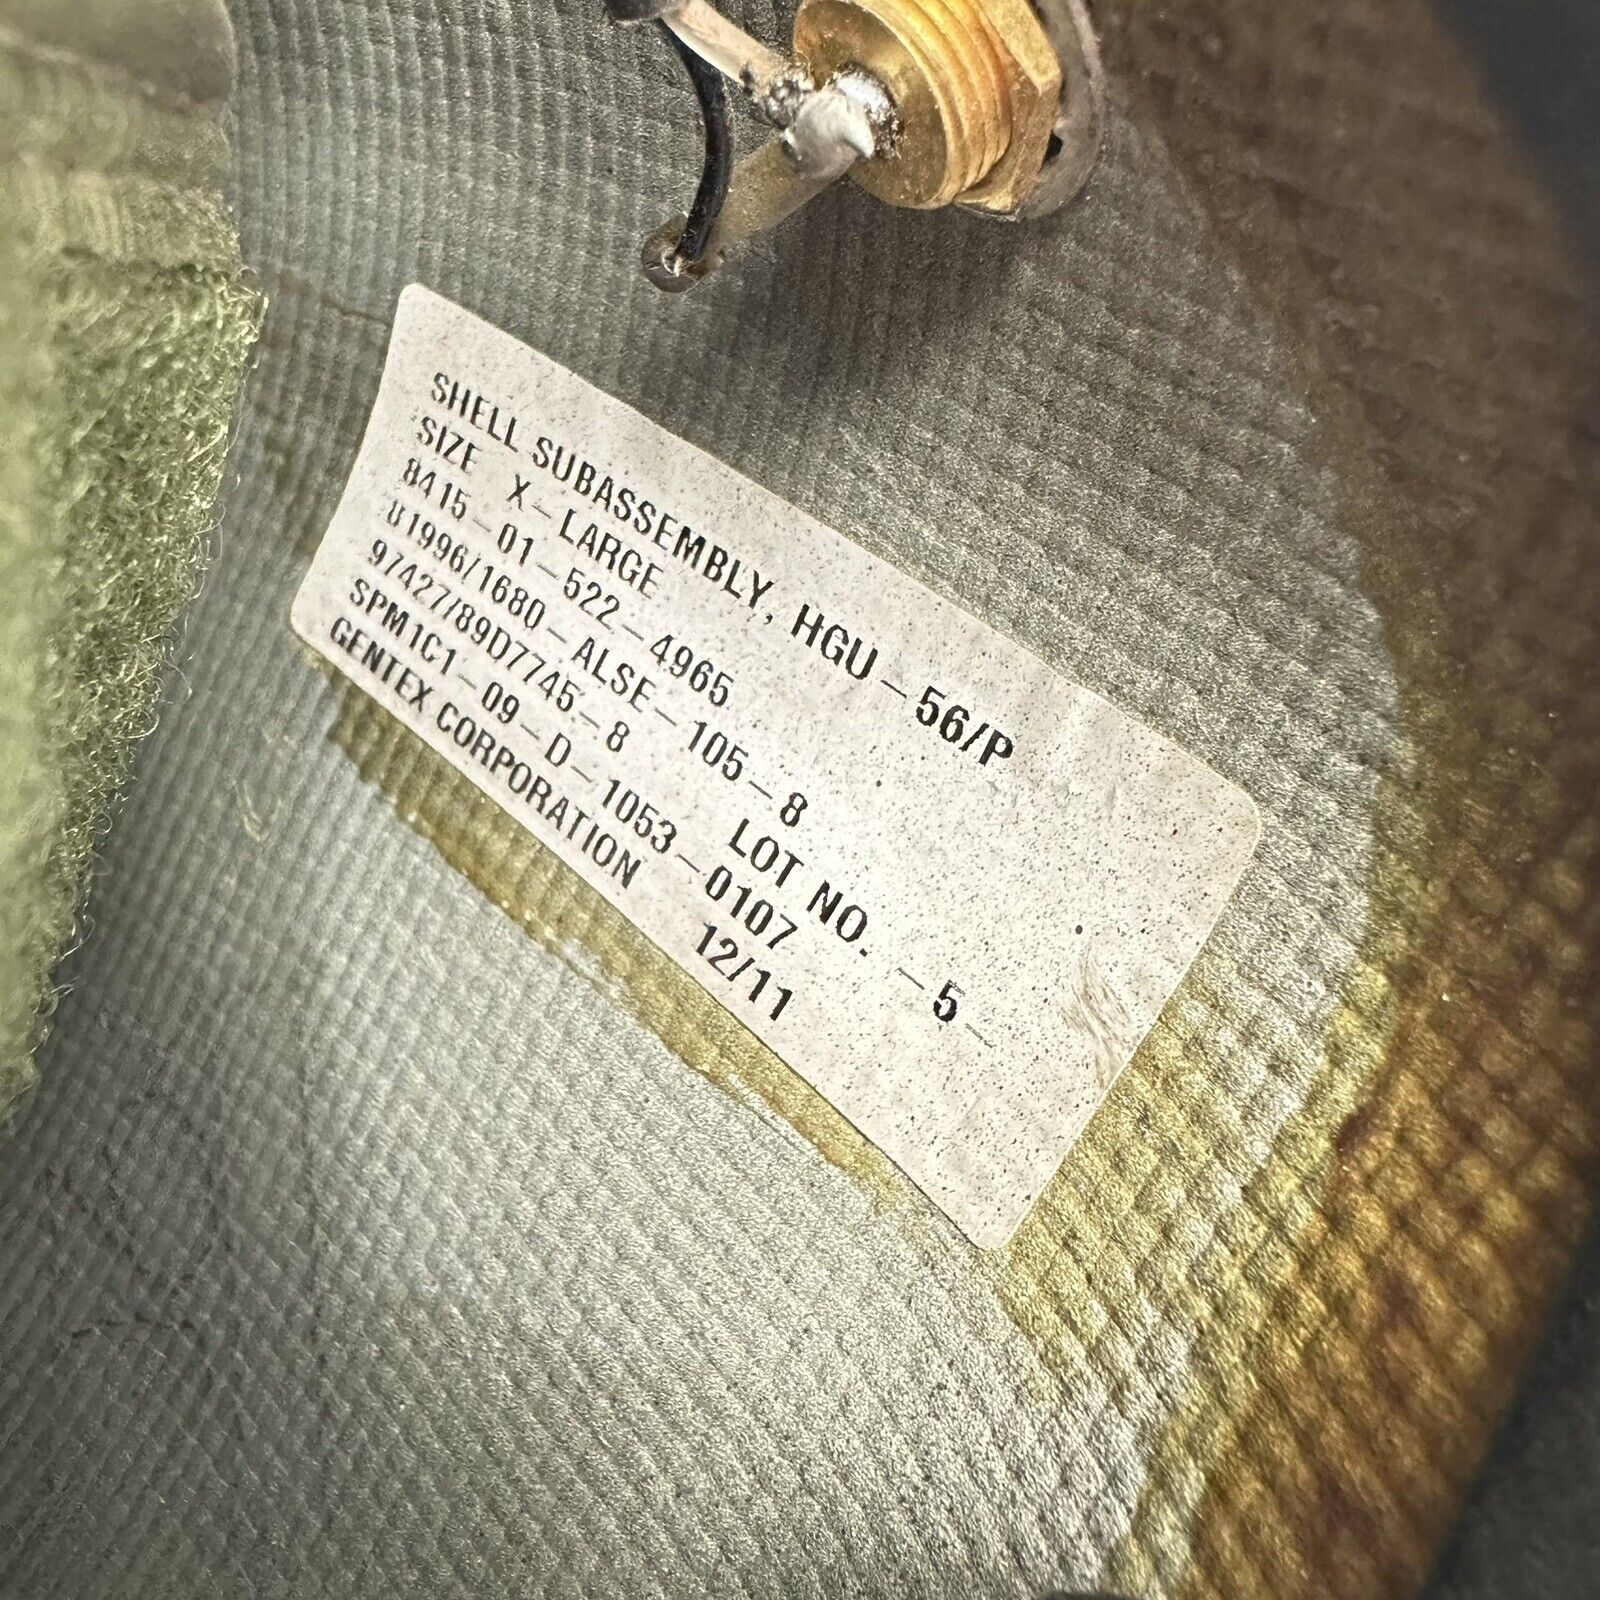 SHELL SUBASSEMBLY, HGU-56/P
SIZE X-LARGE
8415-01-522-4965
81996/1680-ALSE-105-8
97427/89D7745-8 LOT NO. -5-
SPM1C1-09-D-1053-0107
GENTEX CORPORATION 12/11